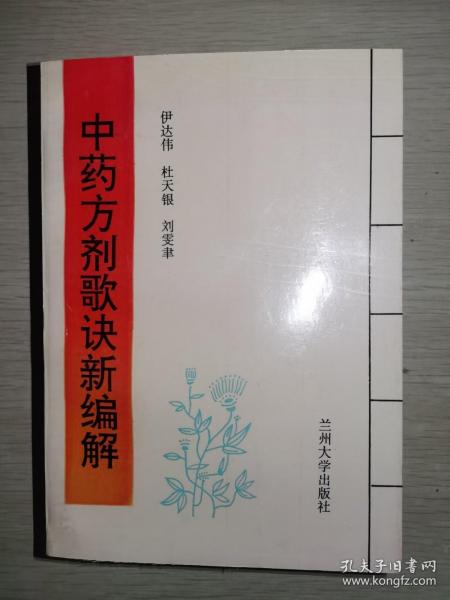 中药方剂歌诀新编解
伊达伟 杜天银 刘雯聿
兰州大学出版社
孔夫子旧书网
www.kongfz.com